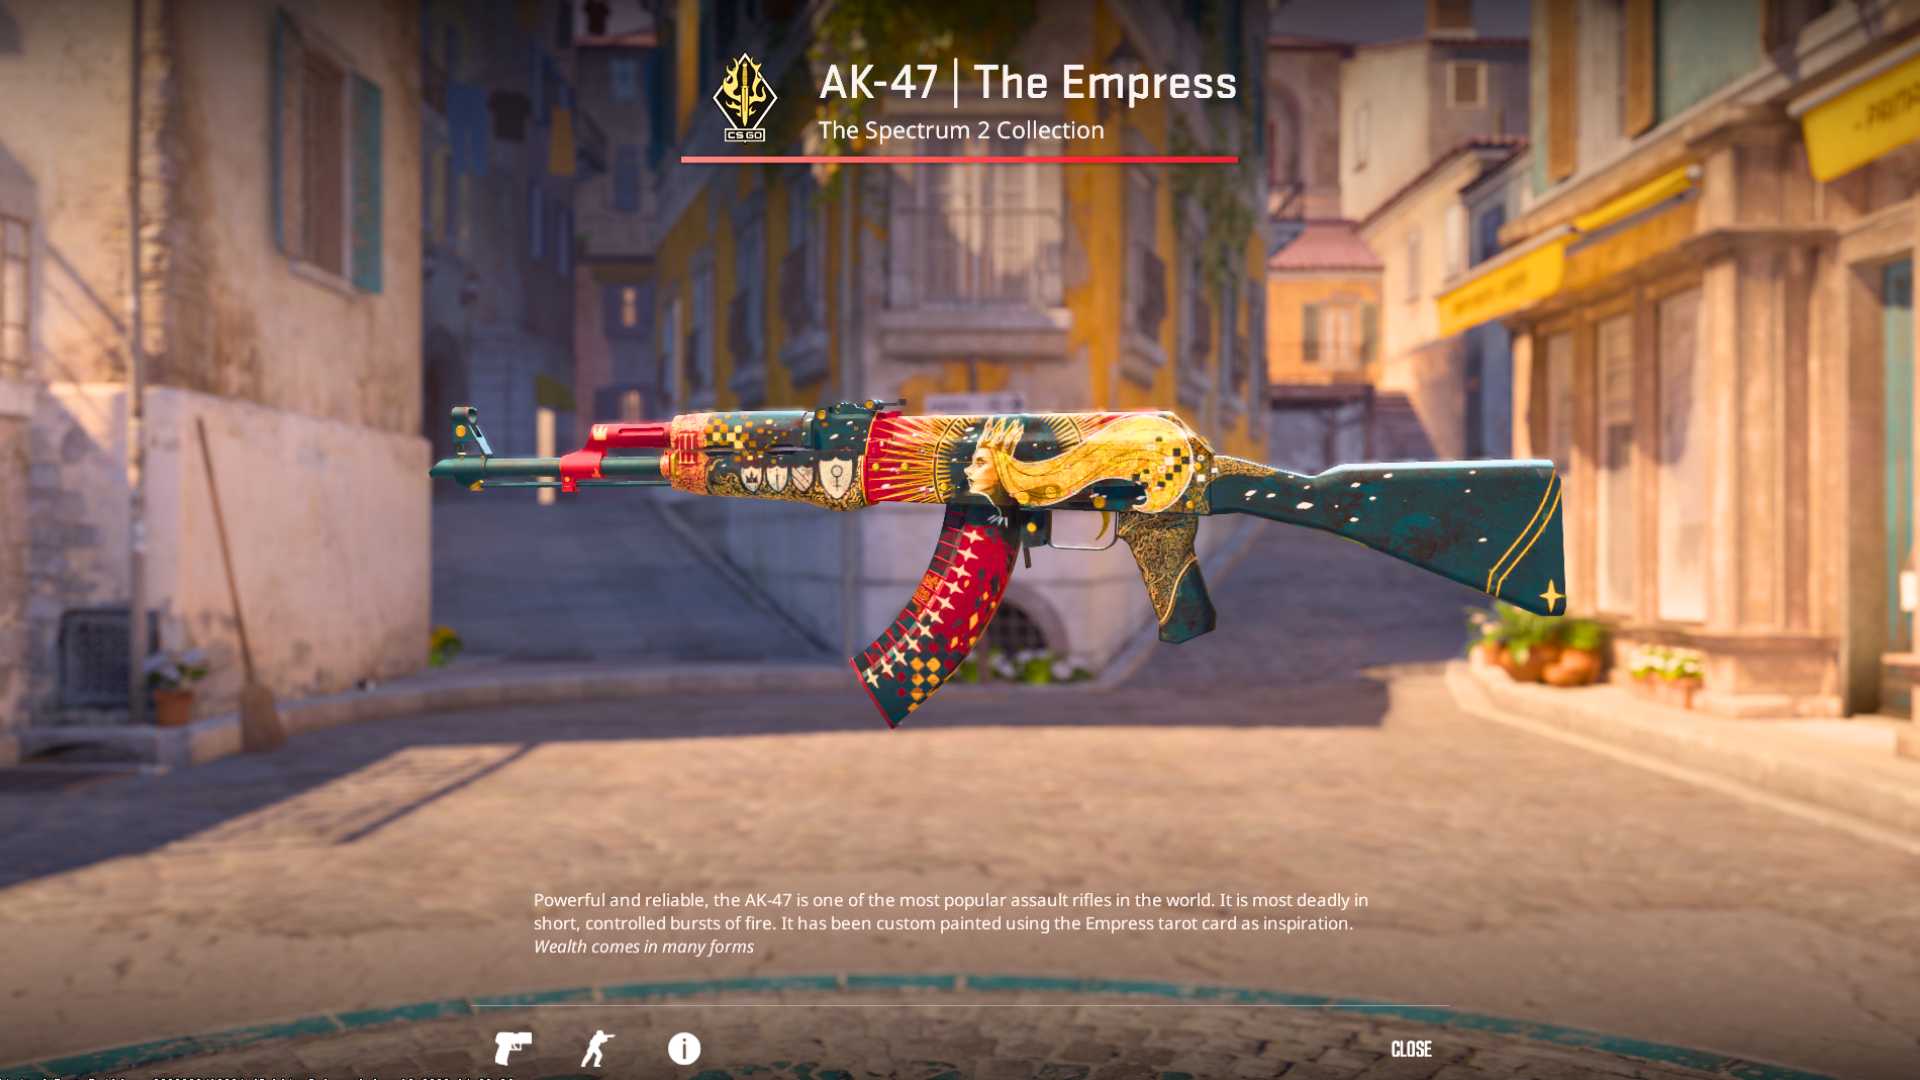 AK-47 | The Empress
CS GO
The Spectrum 2 Collection
Powerful and reliable, the AK-47 is one of the most popular assault rifles in the world. It is most deadly in
short, controlled bursts of fire. It has been custom painted using the Empress tarot card as inspiration.
Wealth comes in many forms
CLOSE